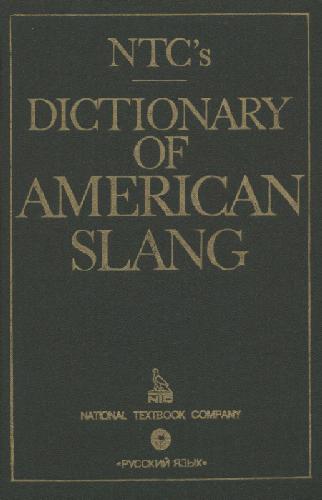 NTC's
DICTIONARY
OF
AMERICAN
SLANG
NTC
NATIONAL TEXTBOOK COMPANY
«РУССКИЙ ЯЗЫК»